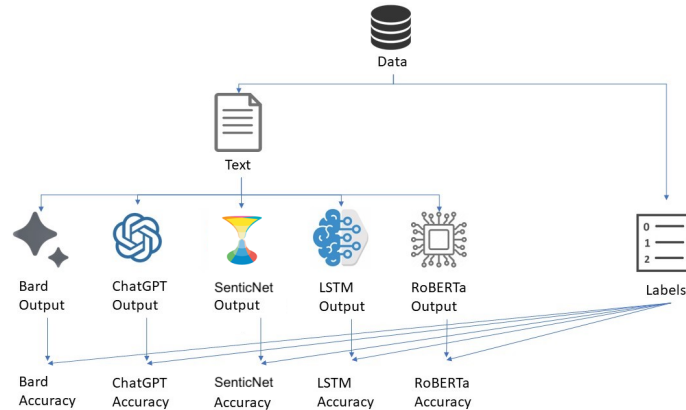 Data
Text
0
1
2
Bard
Output
ChatGPT
Output
SenticNet
Output
LSTM
Output
RoBERTa
Output
Labels
Bard
Accuracy
ChatGPT
Accuracy
SenticNet
Accuracy
LSTM
Accuracy
RoBERTa
Accuracy